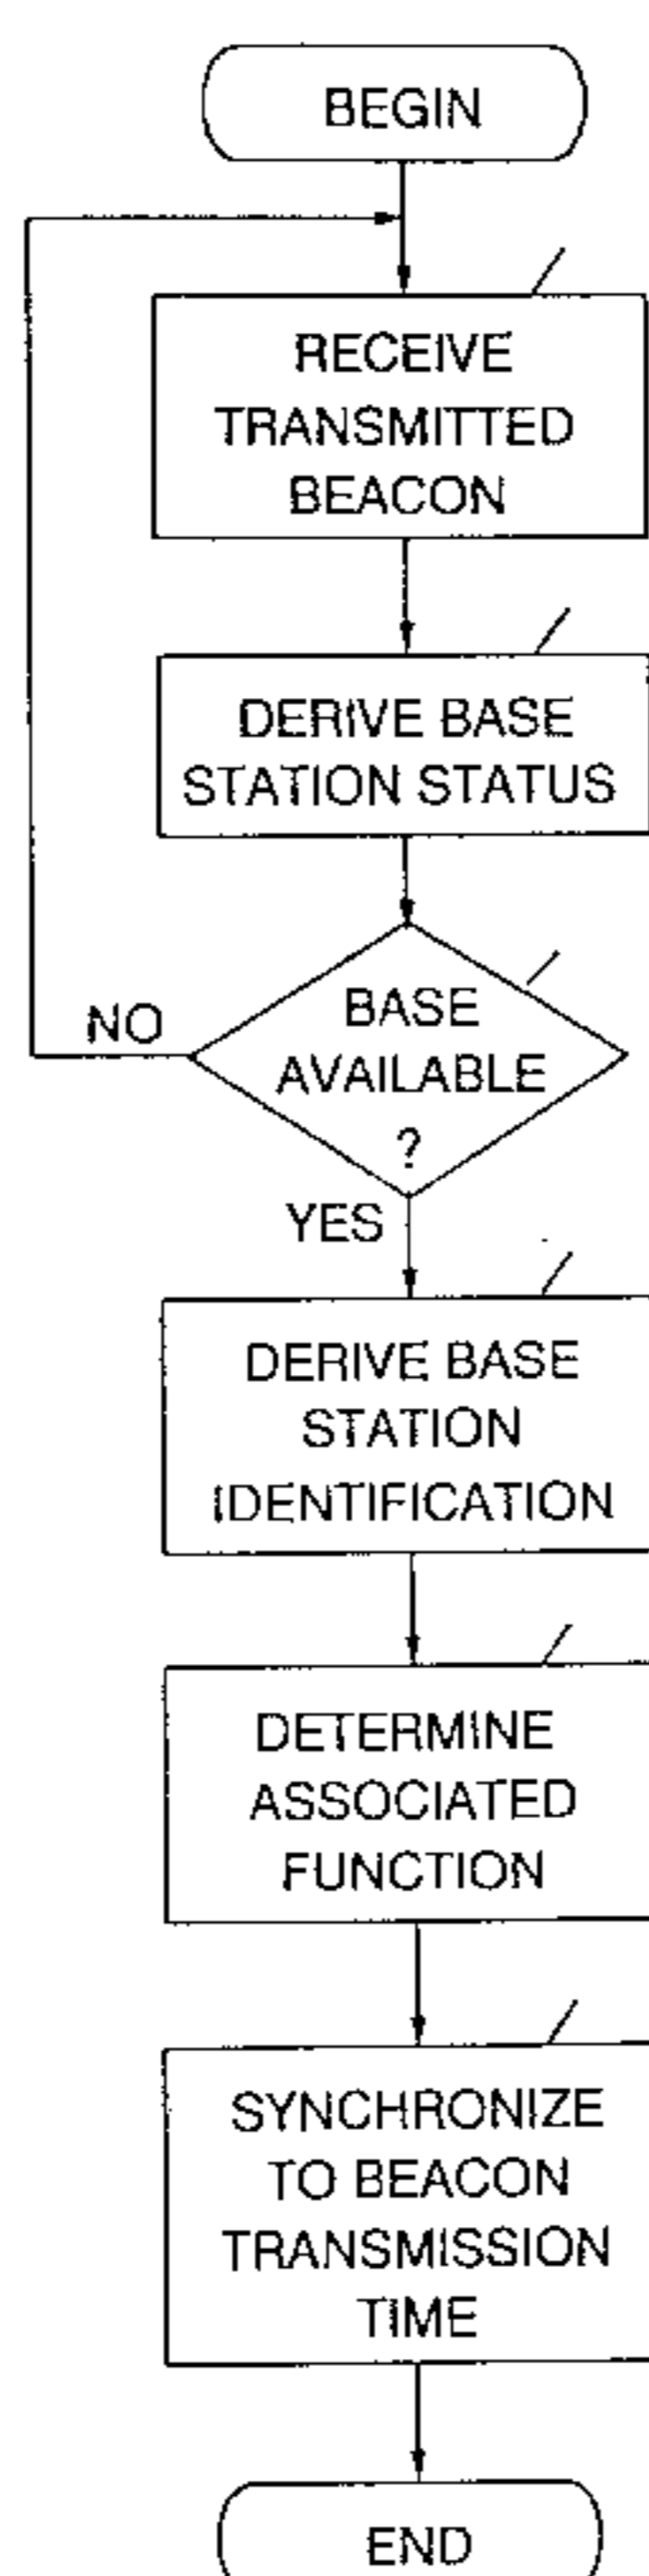 BEGIN
RECEIVE
TRANSMITTED
BEACON
DERIVE BASE
STATION STATUS
BASE
AVAILABLE
?
NO
YES
DERIVE BASE
STATION
IDENTIFICATION
DETERMINE
ASSOCIATED
FUNCTION
SYNCHRONIZE
TO BEACON
TRANSMISSION
TIME
END